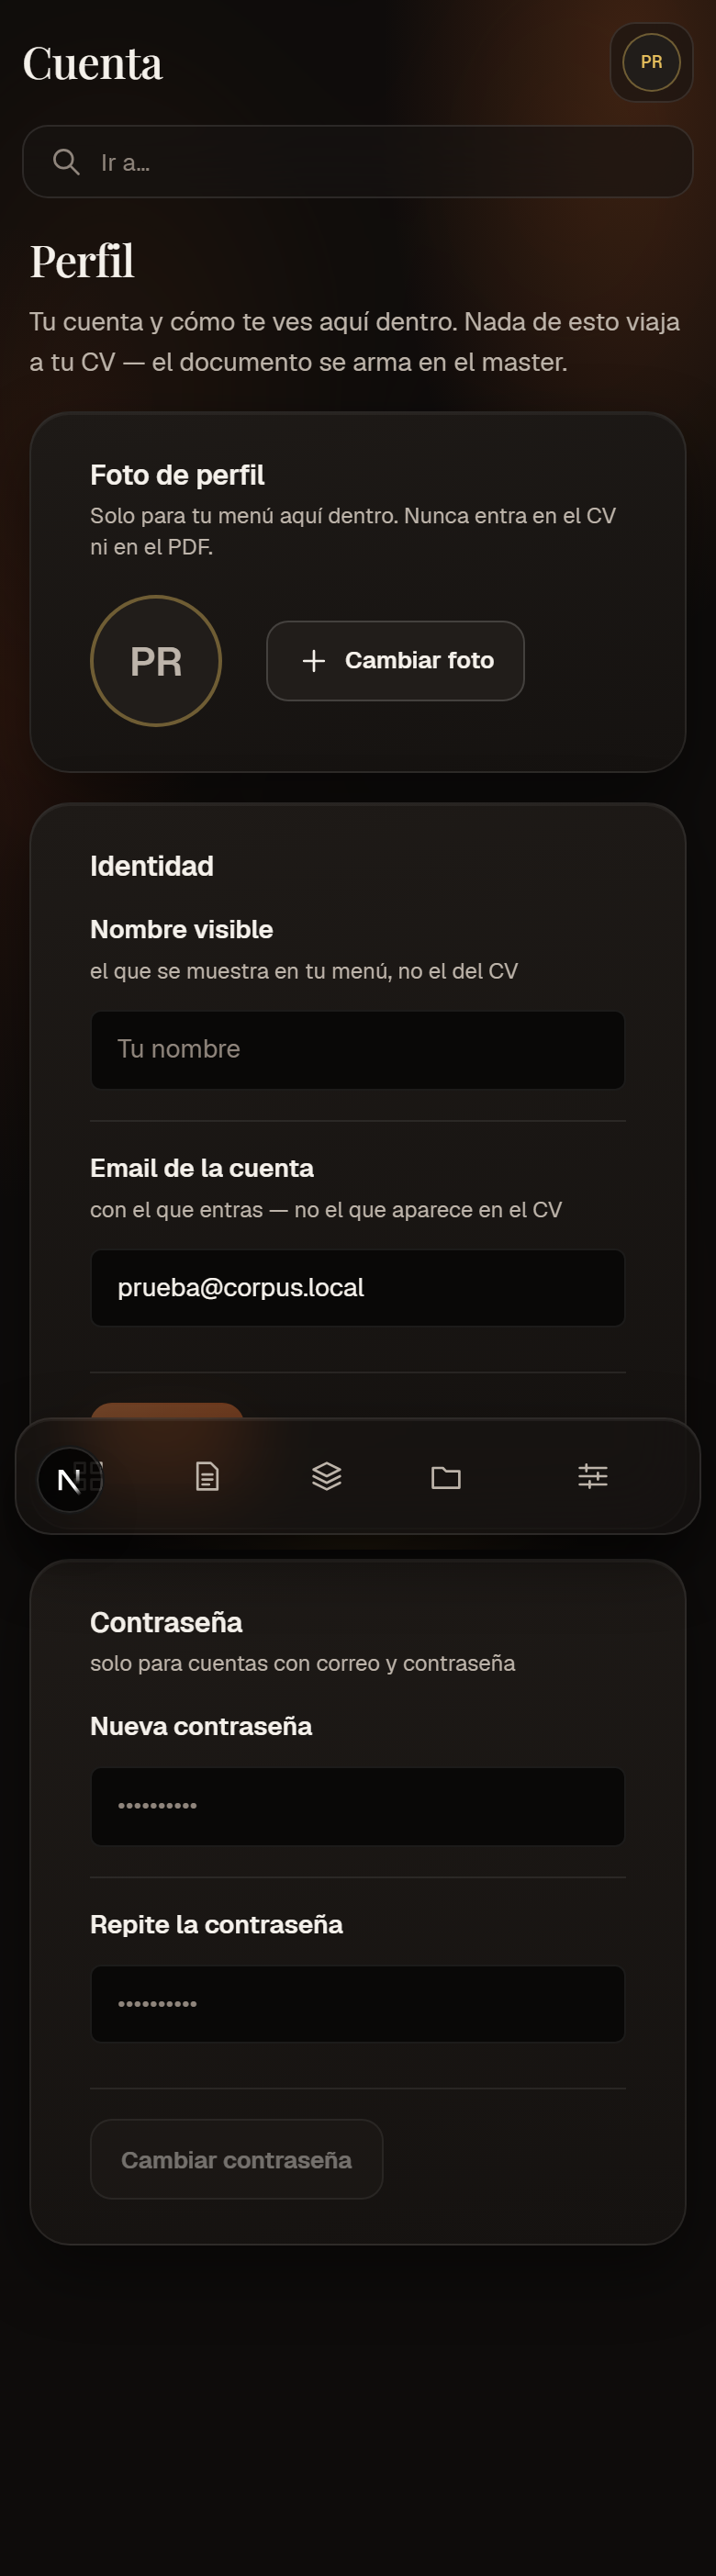 Cuenta
PR
Ir a...
Perfil
Tu cuenta y cómo te ves aquí dentro. Nada de esto viaja
a tu CV — el documento se arma en el master.
Foto de perfil
Solo para tu menú aquí dentro. Nunca entra en el CV
ni en el PDF.
PR
Cambiar foto
Identidad
Nombre visible
el que se muestra en tu menú, no el del CV
Tu nombre
Email de la cuenta
con el que entras — no el que aparece en el CV
prueba@corpus.local
N
Contraseña
solo para cuentas con correo y contraseña
Nueva contraseña
••••••••••
Repite la contraseña
••••••••••
Cambiar contraseña